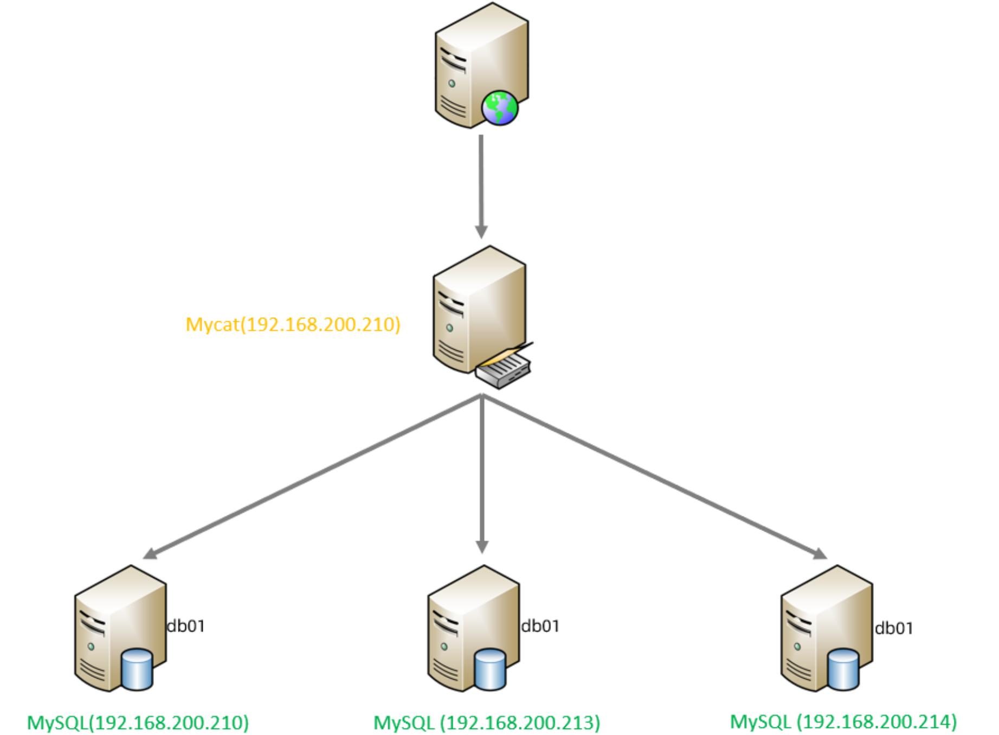 Mycat(192.168.200.210)
db01
db01
db01
MySQL(192.168.200.210)
MySQL (192.168.200.213)
MySQL (192.168.200.214)